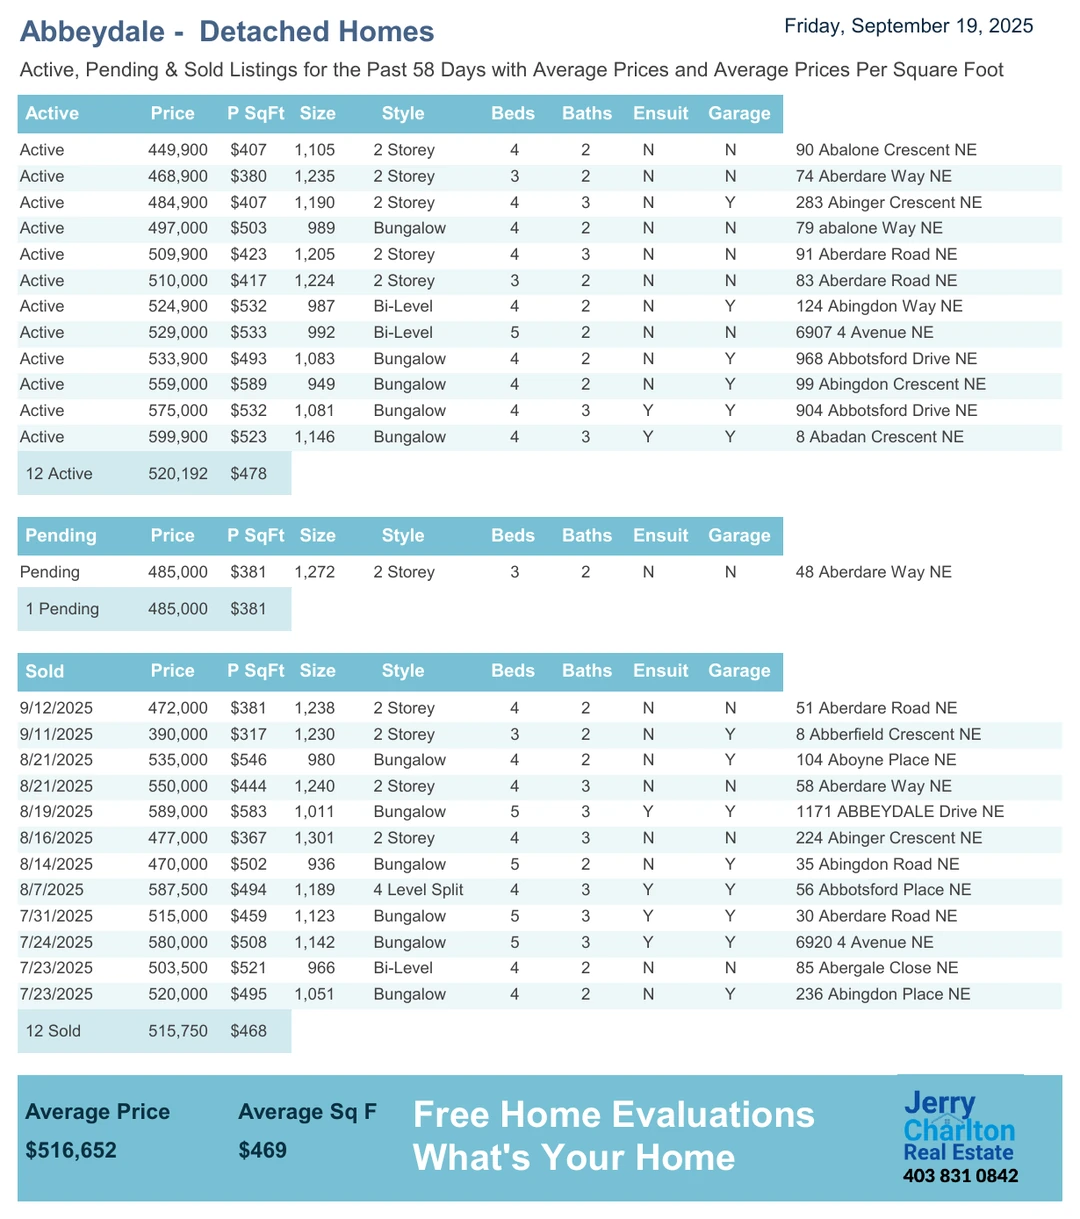 Abbeydale - Detached Homes
Friday, September 19, 2025
Active, Pending & Sold Listings for the Past 58 Days with Average Prices and Average Prices Per Square Foot
Active Price P SqFt Size Style Beds Baths Ensuit Garage
Active 449,900 $407 1,105 2 Storey 4 2 N N 90 Abalone Crescent NE
Active 468,900 $380 1,235 2 Storey 3 2 N N 74 Aberdare Way NE
Active 484,900 $407 1,190 2 Storey 4 3 N Y 283 Abinger Crescent NE
Active 497,000 $503 989 Bungalow 4 2 N N 79 abalone Way NE
Active 509,900 $423 1,205 2 Storey 4 3 N N 91 Aberdare Road NE
Active 510,000 $417 1,224 2 Storey 3 2 N N 83 Aberdare Road NE
Active 524,900 $532 987 Bi-Level 4 2 N Y 124 Abingdon Way NE
Active 529,000 $533 992 Bi-Level 5 2 N N 6907 4 Avenue NE
Active 533,900 $493 1,083 Bungalow 4 2 N Y 968 Abbotsford Drive NE
Active 559,000 $589 949 Bungalow 4 2 N Y 99 Abingdon Crescent NE
Active 575,000 $532 1,081 Bungalow 4 3 Y Y 904 Abbotsford Drive NE
Active 599,900 $523 1,146 Bungalow 4 3 Y Y 8 Abadan Crescent NE
12 Active 520,192 $478
Pending Price P SqFt Size Style Beds Baths Ensuit Garage
Pending 485,000 $381 1,272 2 Storey 3 2 N N 48 Aberdare Way NE
1 Pending 485,000 $381
Sold Price P SqFt Size Style Beds Baths Ensuit Garage
9/12/2025 472,000 $381 1,238 2 Storey 4 2 N N 51 Aberdare Road NE
9/11/2025 390,000 $317 1,230 2 Storey 3 2 N Y 8 Abberfield Crescent NE
8/21/2025 535,000 $546 980 Bungalow 4 2 N Y 104 Aboyne Place NE
8/21/2025 550,000 $444 1,240 2 Storey 4 3 N N 58 Aberdare Way NE
8/19/2025 589,000 $583 1,011 Bungalow 5 3 Y Y 1171 ABBEYDALE Drive NE
8/16/2025 477,000 $367 1,301 2 Storey 4 3 N N 224 Abinger Crescent NE
8/14/2025 470,000 $502 936 Bungalow 5 2 N Y 35 Abingdon Road NE
8/7/2025 587,500 $494 1,189 4 Level Split 4 3 Y Y 56 Abbotsford Place NE
7/31/2025 515,000 $459 1,123 Bungalow 5 3 Y Y 30 Aberdare Road NE
7/24/2025 580,000 $508 1,142 Bungalow 5 3 Y Y 6920 4 Avenue NE
7/23/2025 503,500 $521 966 Bi-Level 4 2 N N 85 Abergale Close NE
7/23/2025 520,000 $495 1,051 Bungalow 4 2 N Y 236 Abingdon Place NE
12 Sold 515,750 $468
Average Price Average Sq F
$516,652 $469
Free Home Evaluations
What's Your Home
Jerry
Charlton
Real Estate
403 831 0842